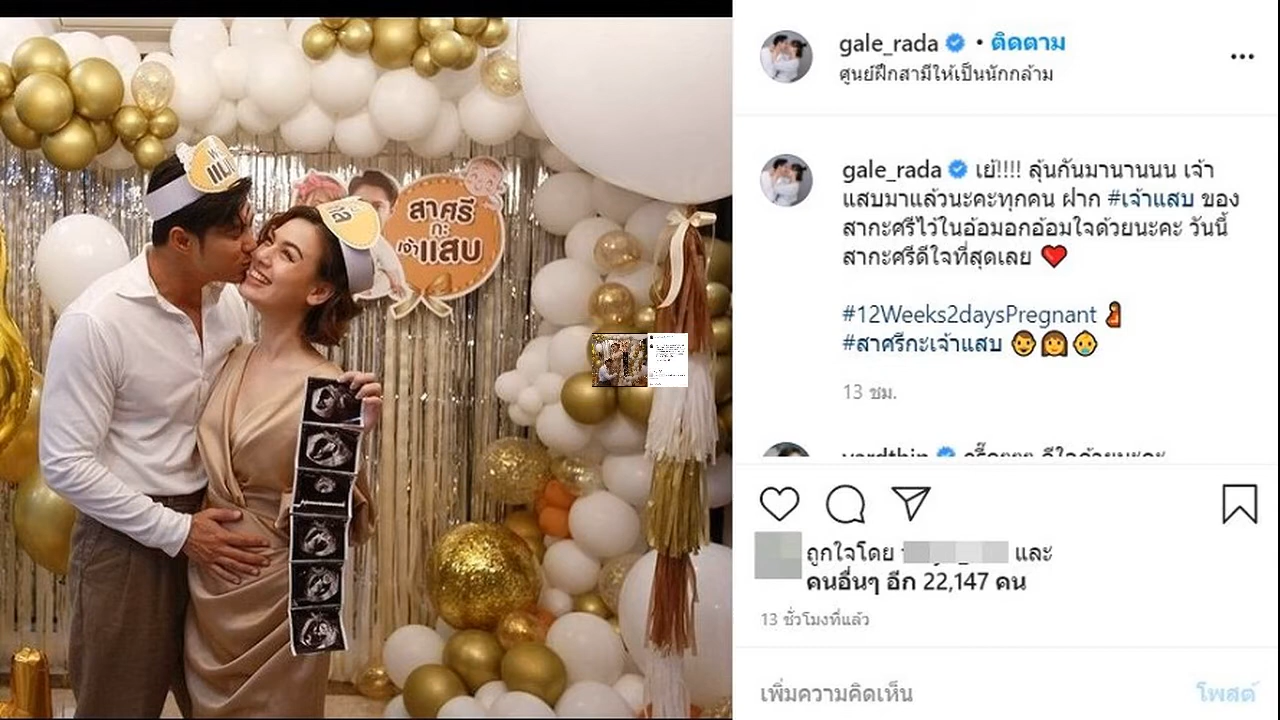 สาศรี
กะ
เจ้าแสบ
gale_rada • ติดตาม
ศูนย์ฝึกสามีให้เป็นนักกล้าม
gale_rada เย้!!!! ลุ้นกันมานานนน เจ้า
แสบมาแล้วนะคะทุกคน ฝาก #เจ้าแสบ ของ
สากะศรีไว้ในอ้อมอกอ้อมใจด้วยนะคะ วันนี้
สากะศรีดีใจที่สุดเลย ❤️
#12Weeks2daysPregnant 🤰
#สาศรีกะเจ้าแสบ 👨👩👶
13 ชม.
ถูกใจโดย และ
คนอื่นๆ อีก 22,147 คน
13 ชั่วโมงที่แล้ว
เพิ่มความคิดเห็น
โพสต์